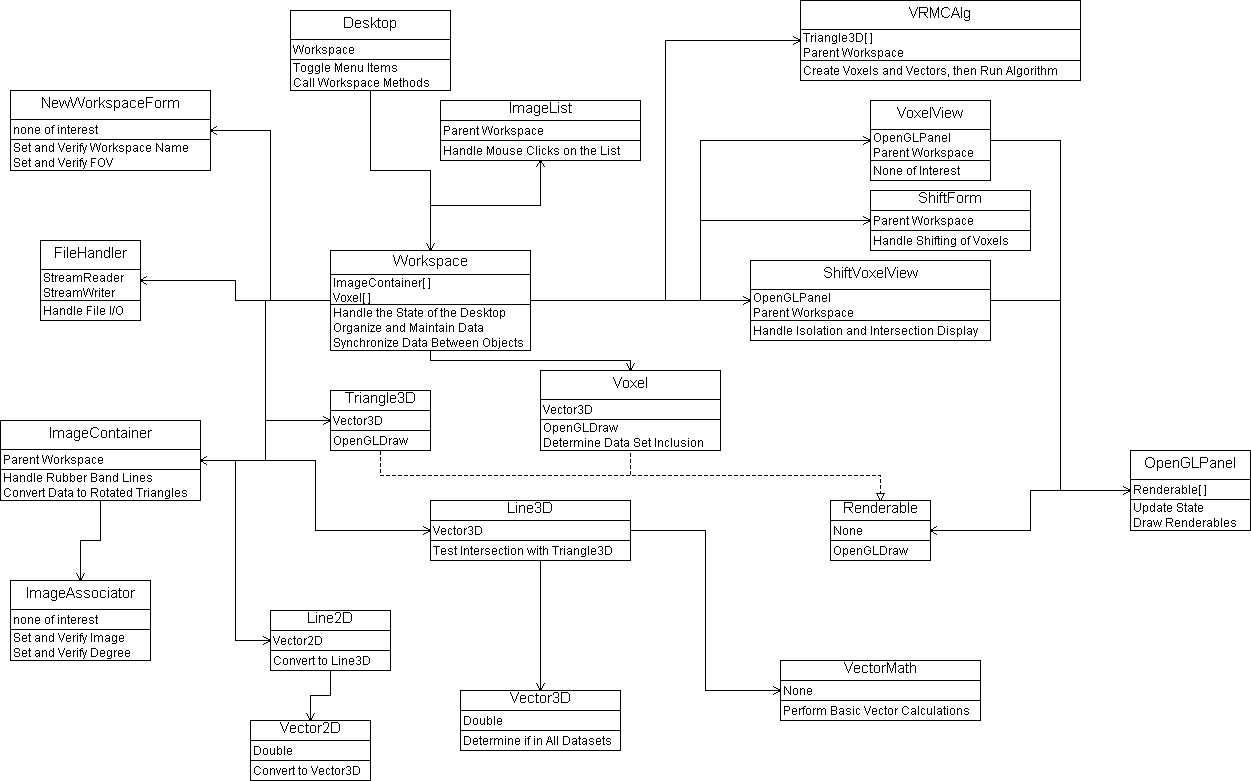 Desktop
Workspace
Toggle Menu Items
Call Workspace Methods
VRMCAlg
Triangle3D[ ]
Parent Workspace
Create Voxels and Vectors, then Run Algorithm
NewWorkspaceForm
none of interest
Set and Verify Workspace Name
Set and Verify FOV
ImageList
Parent Workspace
Handle Mouse Clicks on the List
VoxelView
OpenGLPanel
Parent Workspace
None of Interest
ShiftForm
Parent Workspace
Handle Shifting of Voxels
FileHandler
StreamReader
StreamWriter
Handle File I/O
Workspace
ImageContainer[ ]
Voxel[ ]
Handle the State of the Desktop
Organize and Maintain Data
Synchronize Data Between Objects
ShiftVoxelView
OpenGLPanel
Parent Workspace
Handle Isolation and Intersection Display
Triangle3D
Vector3D
OpenGLDraw
Voxel
Vector3D
OpenGLDraw
Determine Data Set Inclusion
ImageContainer
Parent Workspace
Handle Rubber Band Lines
Convert Data to Rotated Triangles
OpenGLPanel
Renderable[ ]
Update State
Draw Renderables
Line3D
Vector3D
Test Intersection with Triangle3D
Renderable
None
OpenGLDraw
ImageAssociator
none of interest
Set and Verify Image
Set and Verify Degree
Line2D
Vector2D
Convert to Line3D
VectorMath
None
Perform Basic Vector Calculations
Vector3D
Double
Determine if in All Datasets
Vector2D
Double
Convert to Vector3D